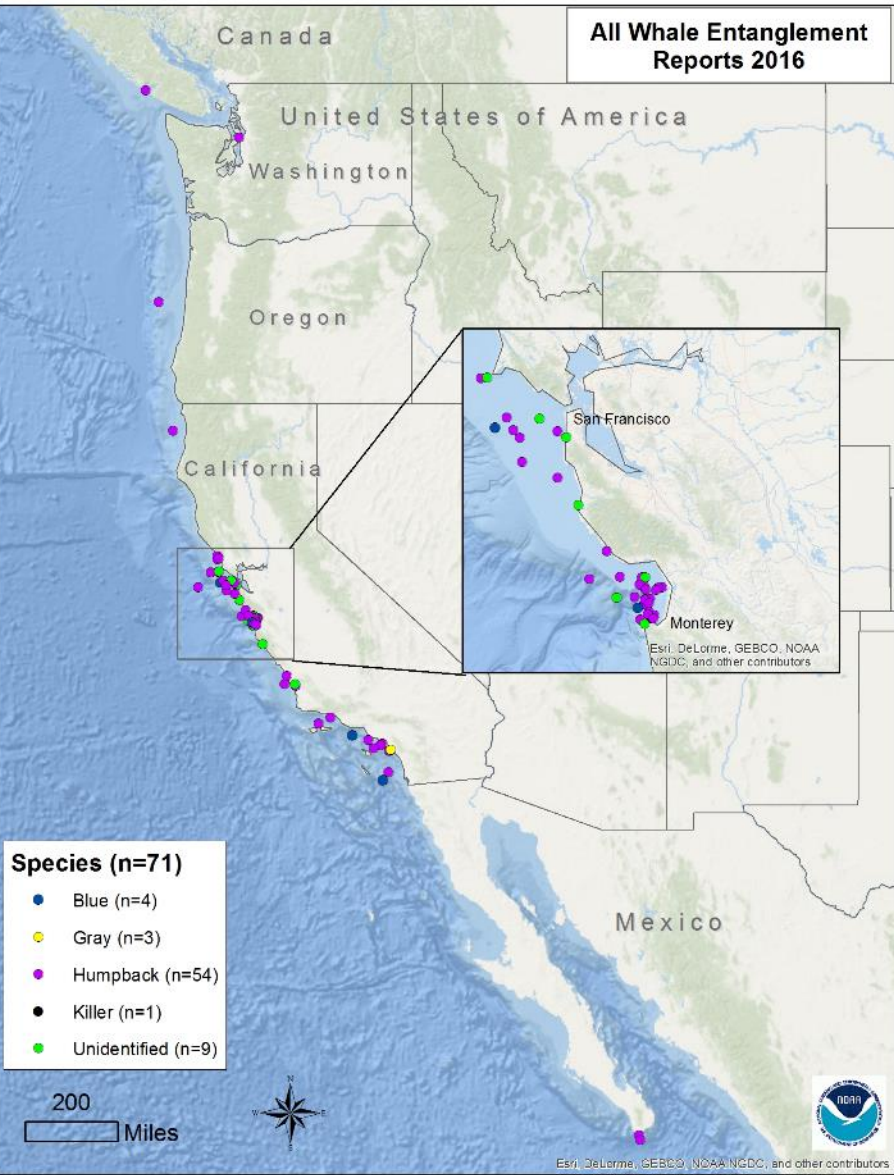 All Whale Entanglement
Reports 2016
Canada
United States of America
Washington
Oregon
California
San Francisco
Monterey
Esri, DeLorme, GEBCO, NOAA
NGDC, and other contributors
Mexico
Species (n=71)
Blue (n=4)
Gray (n=3)
Humpback (n=54)
Killer (n=1)
Unidentified (n=9)
200
Miles
N
W
E
S
NOAA
Esri, DeLorme, GEBCO, NOAA NGDC, and other contributors